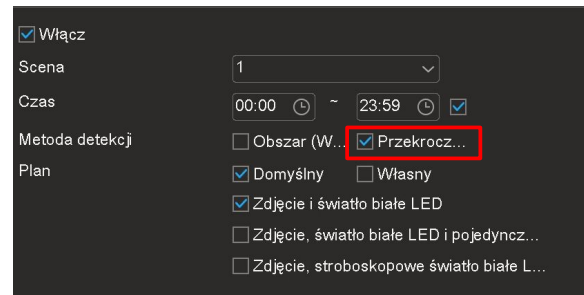 Włącz
Scena 1
Czas 00:00 ~ 23:59
Metoda detekcji Obszar (W... Przekrocz...
Plan Domyślny Własny
Zdjęcie i światło białe LED
Zdjęcie, światło białe LED i pojedyncz...
Zdjęcie, stroboskopowe światło białe L...